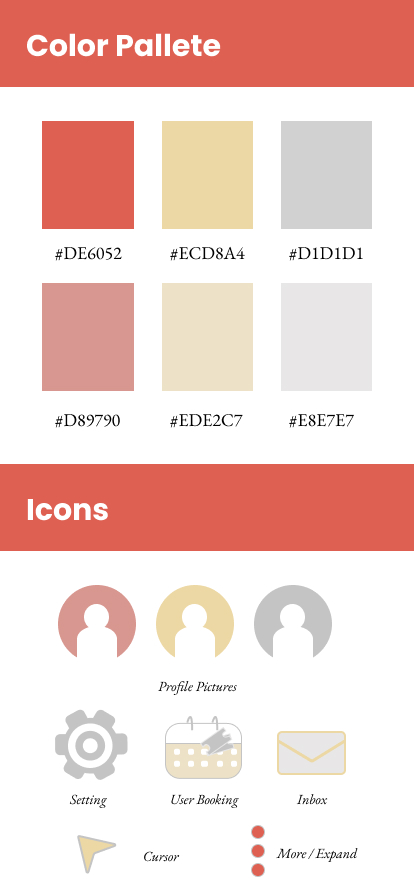 Color Pallete
#DE6052 #ECD8A4 #D1D1D1
#D89790 #EDE2C7 #E8E7E7
Icons
Profile Pictures
Setting User Booking Inbox
Cursor More / Expand